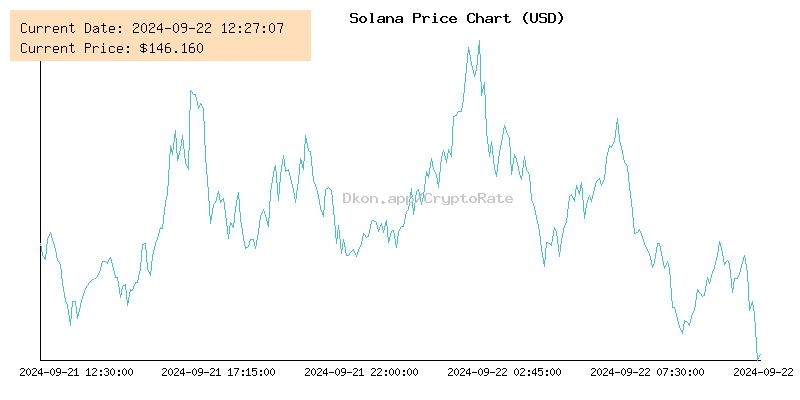 Solana Price Chart (USD)
Current Date: 2024-09-22 12:27:07
Current Price: $146.160
Dkon.app/CryptoRate
2024-09-21 12:30:00
2024-09-21 17:15:00
2024-09-21 22:00:00
2024-09-22 02:45:00
2024-09-22 07:30:00
2024-09-22